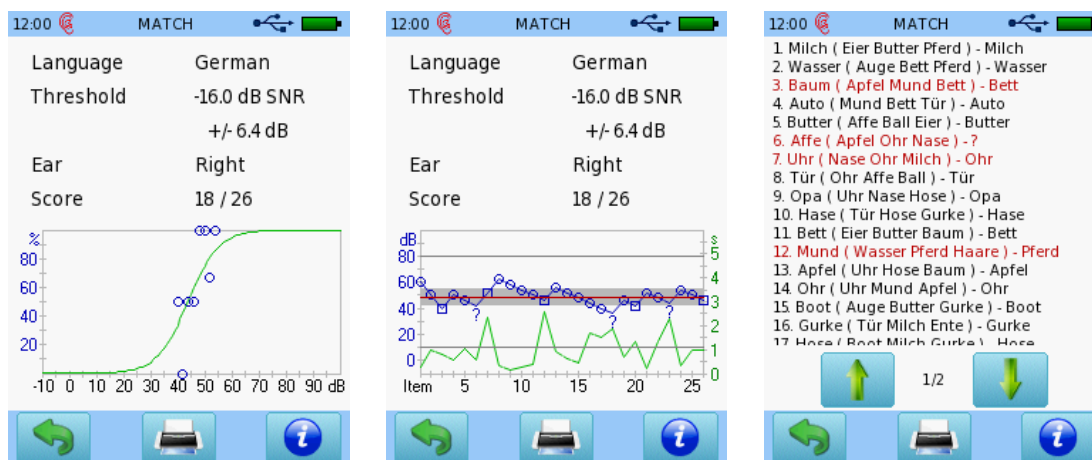 12:00 MATCH
Language German
Threshold -16.0 dB SNR
+/- 6.4 dB
Ear Right
Score 18 / 26
%
80
60
40
20
-10 0 10 20 30 40 50 60 70 80 90 dB
12:00 MATCH
Language German
Threshold -16.0 dB SNR
+/- 6.4 dB
Ear Right
Score 18 / 26
dB s
80 5
60 4
40 3
20 2
0 1
0
? ? ?
Item 5 10 15 20 25
12:00 MATCH
1. Milch ( Eier Butter Pferd ) - Milch
2. Wasser ( Auge Bett Pferd ) - Wasser
3. Baum ( Apfel Mund Bett ) - Bett
4. Auto ( Mund Bett Tür ) - Auto
5. Butter ( Affe Ball Eier ) - Butter
6. Affe ( Apfel Ohr Nase ) - ?
7. Uhr ( Nase Ohr Milch ) - Ohr
8. Tür ( Ohr Affe Ball ) - Tür
9. Opa ( Uhr Nase Hose ) - Opa
10. Hase ( Tür Hose Gurke ) - Hase
11. Bett ( Eier Butter Baum ) - Bett
12. Mund ( Wasser Pferd Haare ) - Pferd
13. Apfel ( Uhr Hose Baum ) - Apfel
14. Ohr ( Uhr Mund Apfel ) - Ohr
15. Boot ( Auge Butter Gurke ) - Boot
16. Gurke ( Tür Milch Ente ) - Gurke
17. Hose ( Boot Milch Gurke ) - Hose
1/2